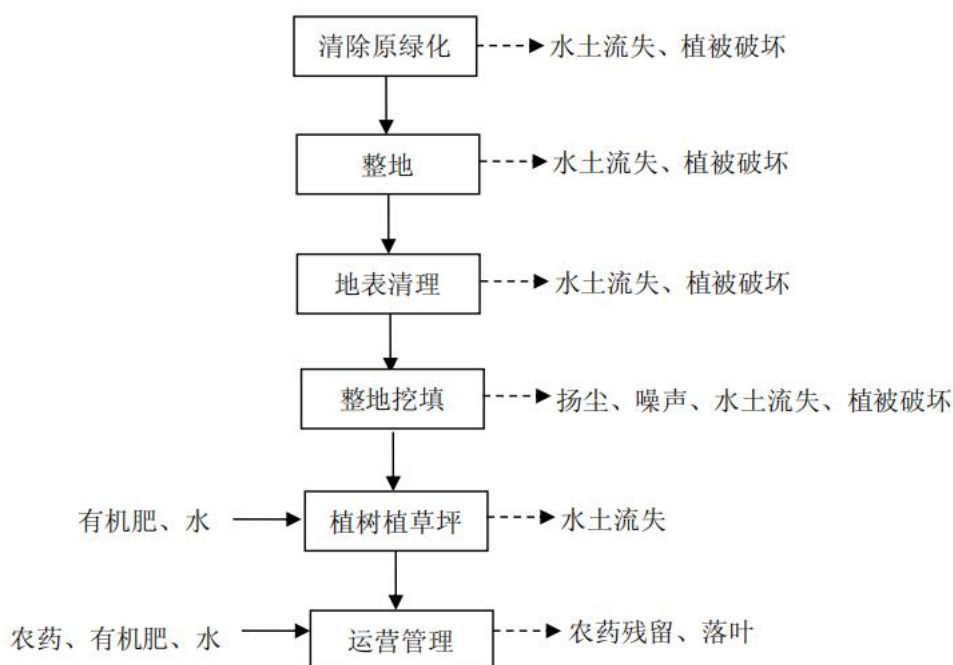 清除原绿化
水土流失、植被破坏
整地
水土流失、植被破坏
地表清理
水土流失、植被破坏
整地挖填
扬尘、噪声、水土流失、植被破坏
有机肥、水
植树植草坪
水土流失
农药、有机肥、水
运营管理
农药残留、落叶